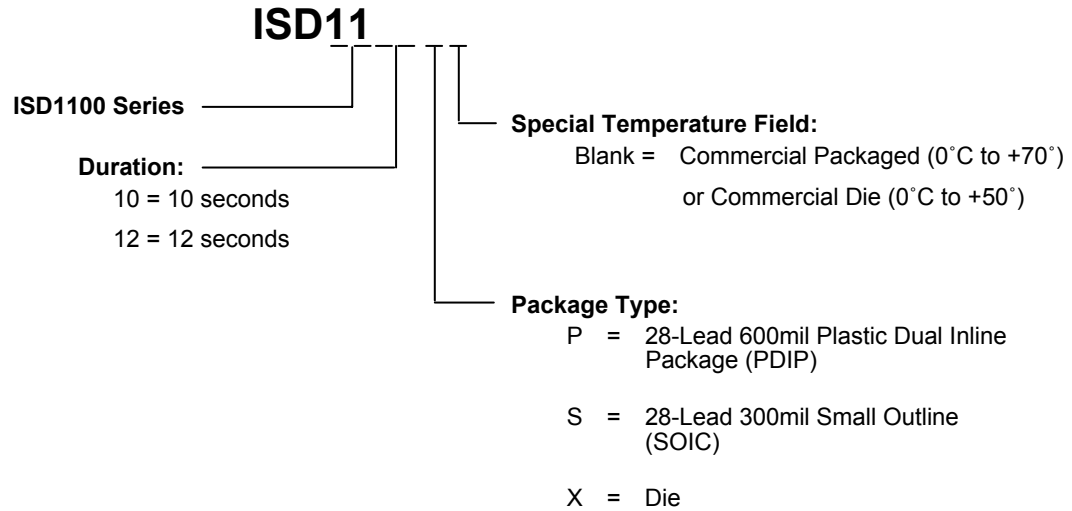 ISD11
ISD1100 Series
Duration:
10 = 10 seconds
12 = 12 seconds
Special Temperature Field:
Blank = Commercial Packaged (0˚C to +70˚)
or Commercial Die (0˚C to +50˚)
Package Type:
P = 28-Lead 600mil Plastic Dual Inline
Package (PDIP)
S = 28-Lead 300mil Small Outline
(SOIC)
X = Die